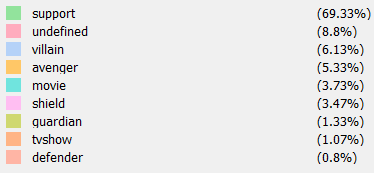 support (69.33%)
undefined (8.8%)
villain (6.13%)
avenger (5.33%)
movie (3.73%)
shield (3.47%)
guardian (1.33%)
tvshow (1.07%)
defender (0.8%)